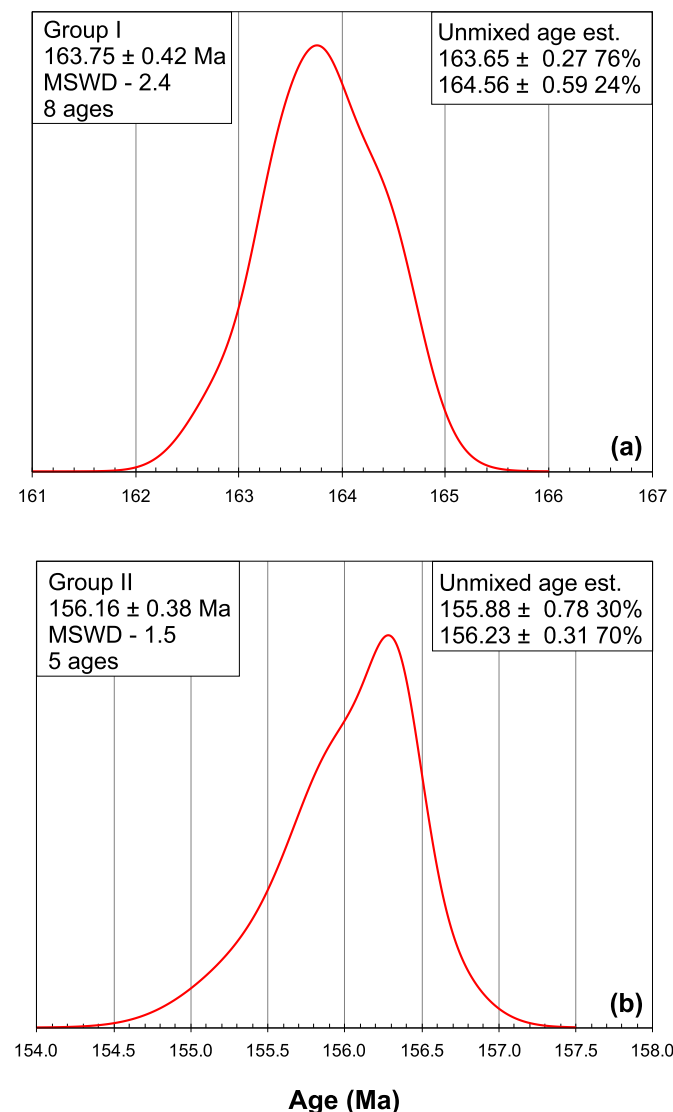 Group I
163.75 ± 0.42 Ma
MSWD - 2.4
8 ages
Unmixed age est.
163.65 ± 0.27 76%
164.56 ± 0.59 24%
(a)
161 162 163 164 165 166 167
Group II
156.16 ± 0.38 Ma
MSWD - 1.5
5 ages
Unmixed age est.
155.88 ± 0.78 30%
156.23 ± 0.31 70%
(b)
154.0 154.5 155.0 155.5 156.0 156.5 157.0 157.5 158.0
Age (Ma)